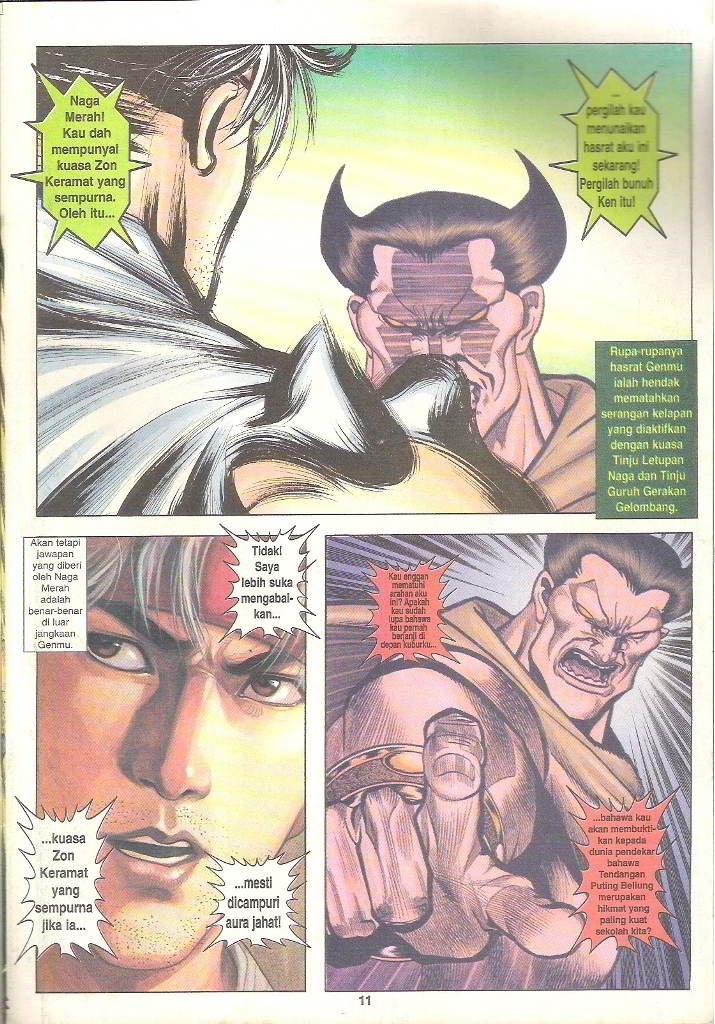 Naga
Merah!
Kau dah
mempunyai
kuasa Zon
Keramat yang
sempurna.
Oleh itu...
...
pergilah kau
menunaikan
hasrat aku ini
sekarang!
Pergilah bunuh
Ken itu!
Rupa-rupanya
hasrat Genmu
ialah hendak
mematahkan
serangan kelapan
yang diaktifkan
dengan kuasa
Tinju Letupan
Naga dan Tinju
Guruh Gerakan
Gelombang.
Akan tetapi
jawapan
yang diberi
oleh Naga
Merah
adalah
benar-benar
di luar
jangkaan
Genmu.
Tidak!
Saya
lebih suka
mengabai-
kan...
...kuasa
Zon
Keramat
yang
sempurna
jika ia...
...mesti
dicampuri
aura jahat!
Kau enggan
mematuhi
arahan aku
ini? Apakah
kau sudah
lupa bahawa
kau pernah
berjanji di
depan kuburku...
...bahawa kau
akan membukti-
kan kepada
dunia pendekar
bahawa
Tendangan
Puting Beliung
merupakan
hikmat yang
paling kuat
sekolah kita?
11